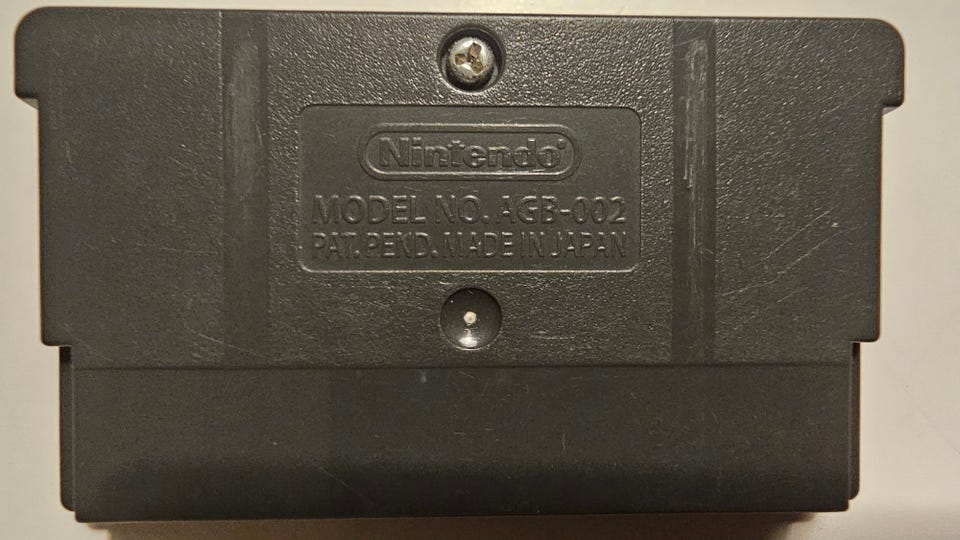 Nintendo®
MODEL NO. AGB-002
PAT.PEND. MADE IN JAPAN